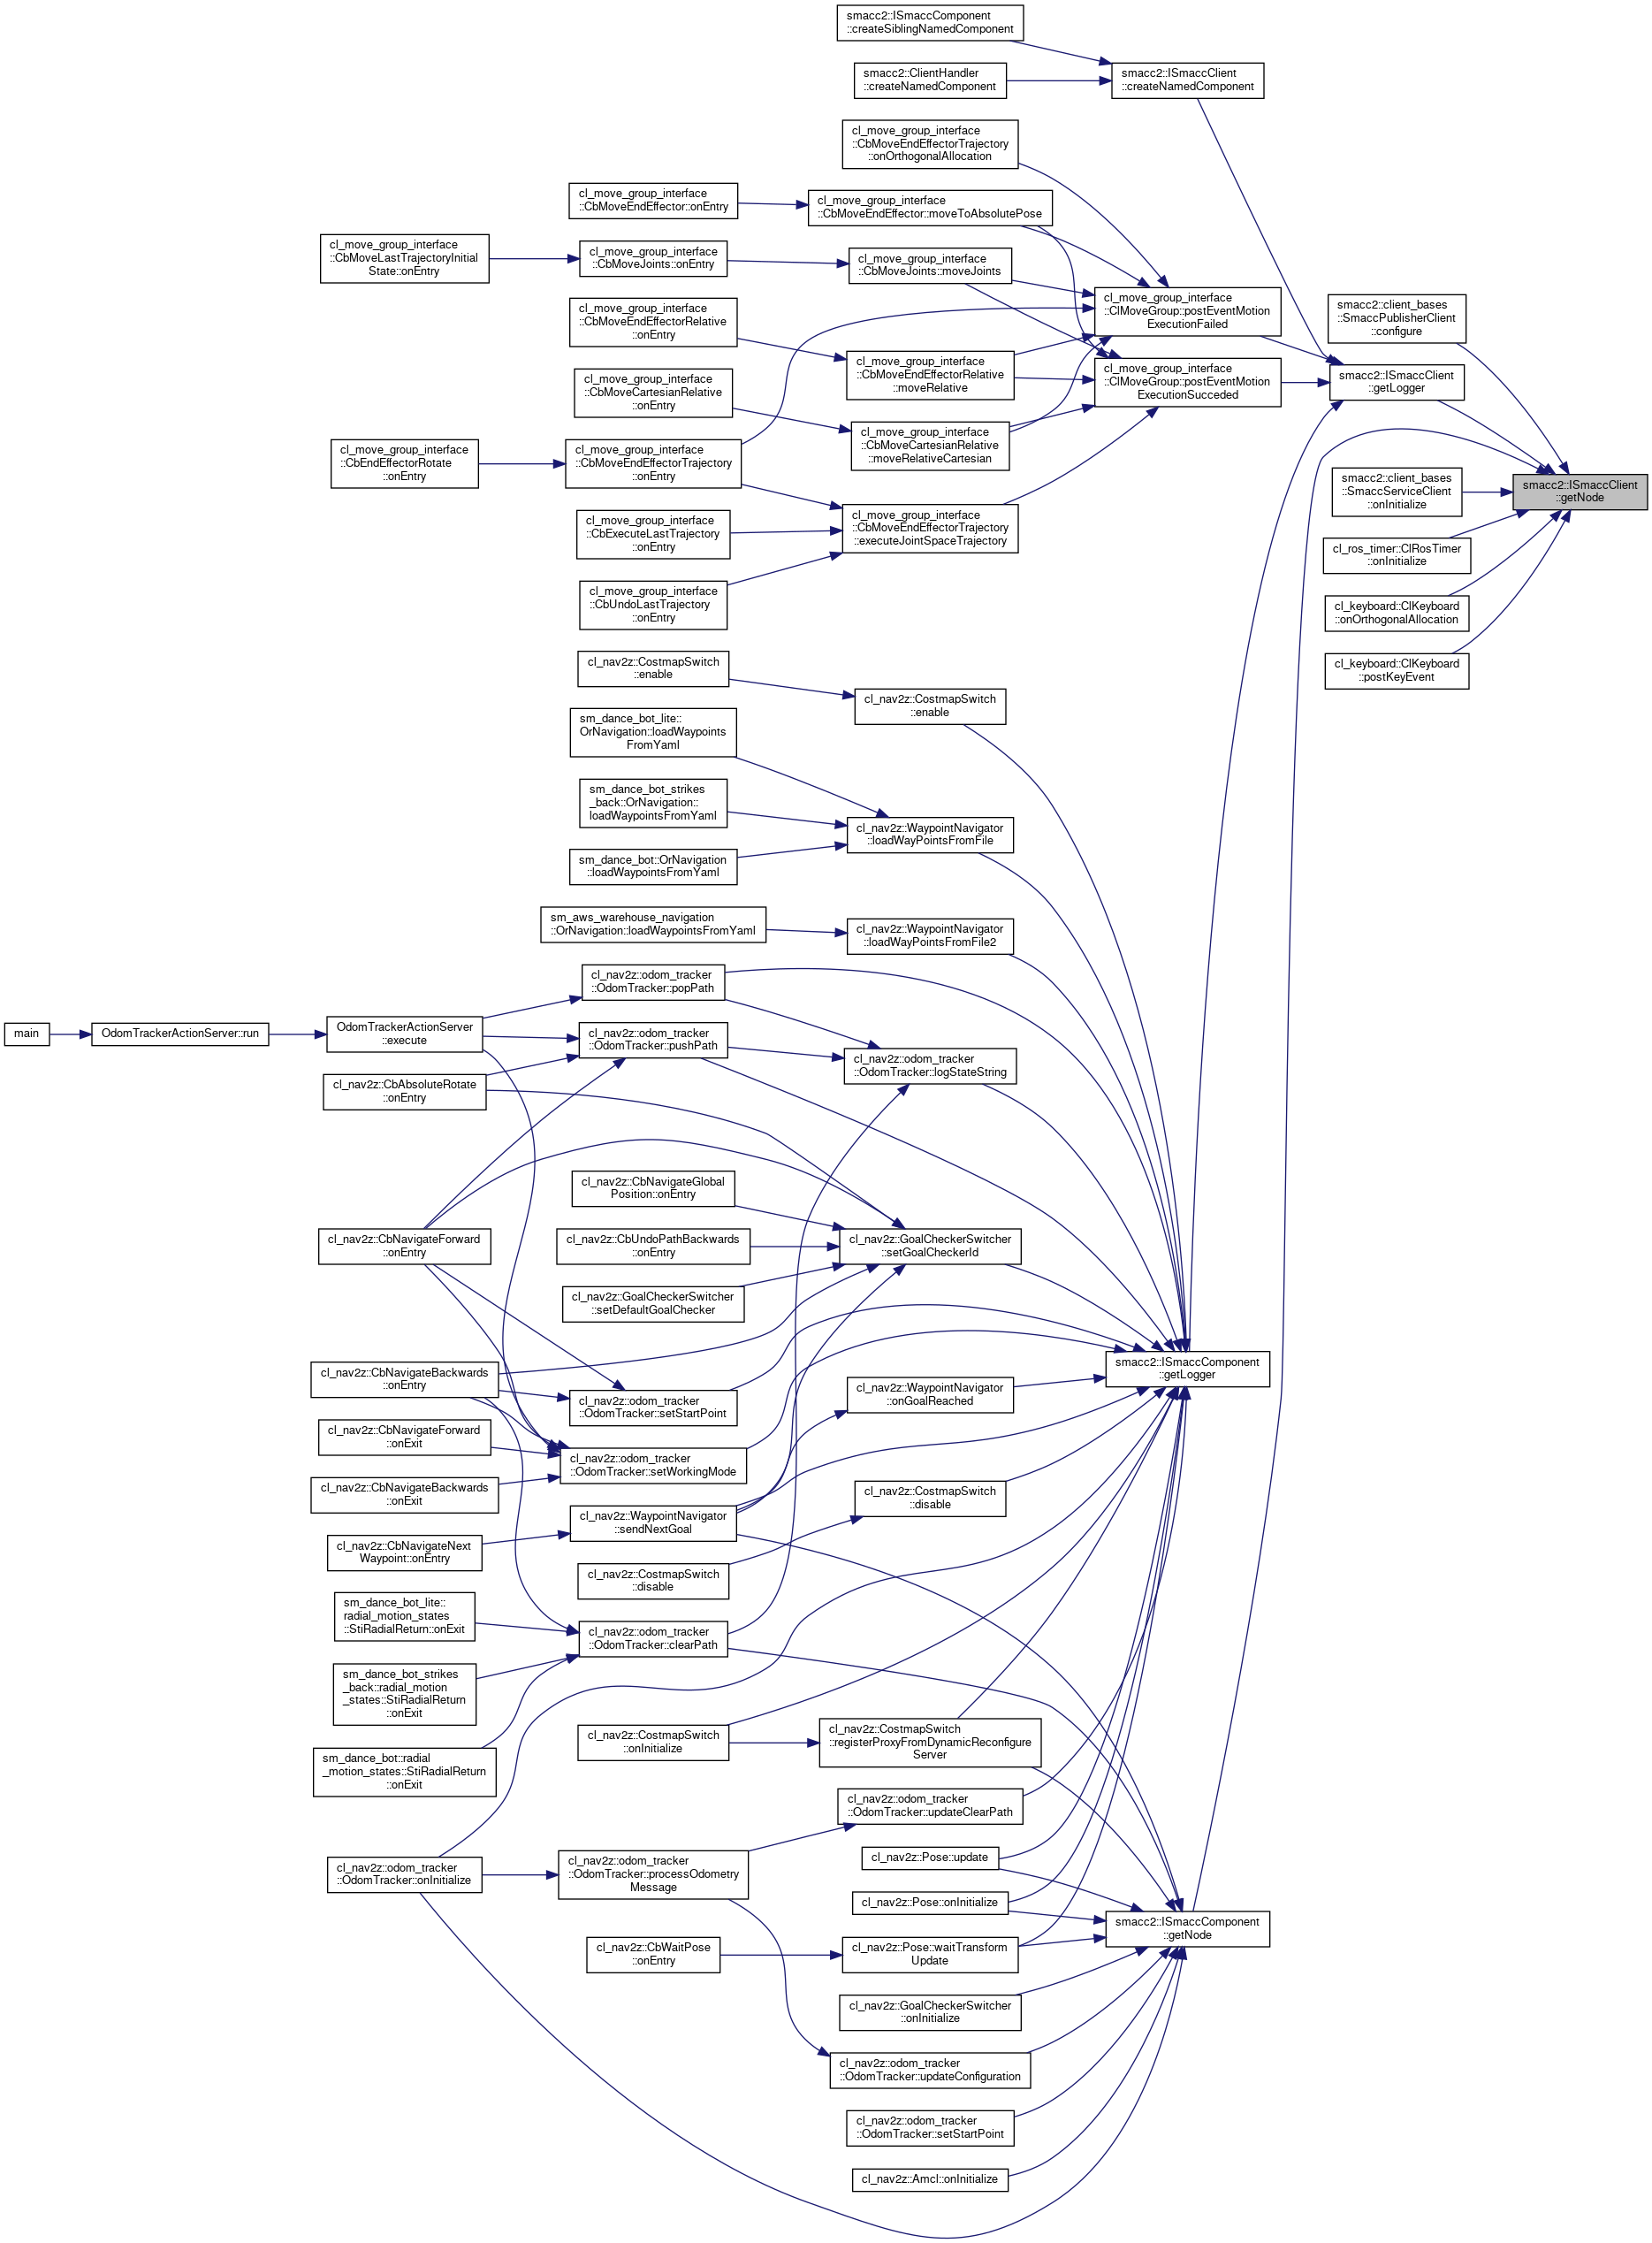 smacc2::ISmaccComponent
::createSiblingNamedComponent
smacc2::ClientHandler
::createNamedComponent
smacc2::ISmaccClient
::createNamedComponent
cl_move_group_interface
::CbMoveEndEffectorTrajectory
::onOrthogonalAllocation
cl_move_group_interface
::CbMoveEndEffector::onEntry
cl_move_group_interface
::CbMoveEndEffector::moveToAbsolutePose
cl_move_group_interface
::CbMoveLastTrajectoryInitial
State::onEntry
cl_move_group_interface
::CbMoveJoints::onEntry
cl_move_group_interface
::CbMoveJoints::moveJoints
cl_move_group_interface
::ClMoveGroup::postEventMotion
ExecutionFailed
smacc2::client_bases
::SmaccPublisherClient
::configure
cl_move_group_interface
::CbMoveEndEffectorRelative
::onEntry
cl_move_group_interface
::CbMoveEndEffectorRelative
::moveRelative
cl_move_group_interface
::ClMoveGroup::postEventMotion
ExecutionSucceded
smacc2::ISmaccClient
::getLogger
cl_move_group_interface
::CbMoveCartesianRelative
::onEntry
cl_move_group_interface
::CbMoveCartesianRelative
::moveRelativeCartesian
cl_move_group_interface
::CbEndEffectorRotate
::onEntry
cl_move_group_interface
::CbMoveEndEffectorTrajectory
::onEntry
smacc2::client_bases
::SmaccServiceClient
::onInitialize
smacc2::ISmaccClient
::getNode
cl_move_group_interface
::CbExecuteLastTrajectory
::onEntry
cl_move_group_interface
::CbMoveEndEffectorTrajectory
::executeJointSpaceTrajectory
cl_ros_timer::ClRosTimer
::onInitialize
cl_move_group_interface
::CbUndoLastTrajectory
::onEntry
cl_keyboard::ClKeyboard
::onOrthogonalAllocation
cl_keyboard::ClKeyboard
::postKeyEvent
cl_nav2z::CostmapSwitch
::enable
cl_nav2z::CostmapSwitch
::enable
sm_dance_bot_lite::
OrNavigation::loadWaypoints
FromYaml
sm_dance_bot_strikes
_back::OrNavigation::
loadWaypointsFromYaml
cl_nav2z::WaypointNavigator
::loadWayPointsFromFile
sm_dance_bot::OrNavigation
::loadWaypointsFromYaml
sm_aws_warehouse_navigation
::OrNavigation::loadWaypointsFromYaml
cl_nav2z::WaypointNavigator
::loadWayPointsFromFile2
cl_nav2z::odom_tracker
::OdomTracker::popPath
main
OdomTrackerActionServer::run
OdomTrackerActionServer
::execute
cl_nav2z::odom_tracker
::OdomTracker::pushPath
cl_nav2z::odom_tracker
::OdomTracker::logStateString
cl_nav2z::CbAbsoluteRotate
::onEntry
cl_nav2z::CbNavigateGlobal
Position::onEntry
cl_nav2z::CbNavigateForward
::onEntry
cl_nav2z::CbUndoPathBackwards
::onEntry
cl_nav2z::GoalCheckerSwitcher
::setGoalCheckerId
cl_nav2z::GoalCheckerSwitcher
::setDefaultGoalChecker
smacc2::ISmaccComponent
::getLogger
cl_nav2z::CbNavigateBackwards
::onEntry
cl_nav2z::odom_tracker
::OdomTracker::setStartPoint
cl_nav2z::WaypointNavigator
::onGoalReached
cl_nav2z::CbNavigateForward
::onExit
cl_nav2z::odom_tracker
::OdomTracker::setWorkingMode
cl_nav2z::CbNavigateBackwards
::onExit
cl_nav2z::CostmapSwitch
::disable
cl_nav2z::WaypointNavigator
::sendNextGoal
cl_nav2z::CbNavigateNext
Waypoint::onEntry
cl_nav2z::CostmapSwitch
::disable
sm_dance_bot_lite::
radial_motion_states
::StiRadialReturn::onExit
cl_nav2z::odom_tracker
::OdomTracker::clearPath
sm_dance_bot_strikes
_back::radial_motion
_states::StiRadialReturn
::onExit
cl_nav2z::CostmapSwitch
::onInitialize
cl_nav2z::CostmapSwitch
::registerProxyFromDynamicReconfigure
Server
sm_dance_bot::radial
_motion_states::StiRadialReturn
::onExit
cl_nav2z::odom_tracker
::OdomTracker::updateClearPath
cl_nav2z::Pose::update
cl_nav2z::odom_tracker
::OdomTracker::onInitialize
cl_nav2z::odom_tracker
::OdomTracker::processOdometry
Message
cl_nav2z::Pose::onInitialize
smacc2::ISmaccComponent
::getNode
cl_nav2z::CbWaitPose
::onEntry
cl_nav2z::Pose::waitTransform
Update
cl_nav2z::GoalCheckerSwitcher
::onInitialize
cl_nav2z::odom_tracker
::OdomTracker::updateConfiguration
cl_nav2z::odom_tracker
::OdomTracker::setStartPoint
cl_nav2z::Amcl::onInitialize